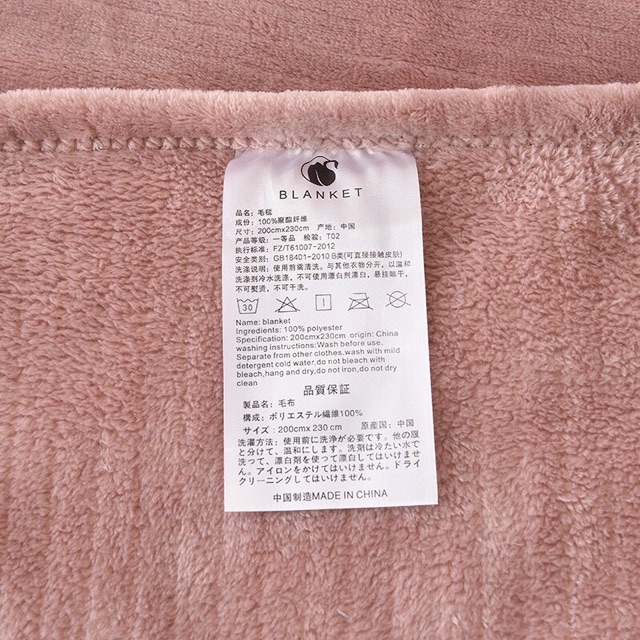 BLANKET
品名: 毛毯
成份: 100%聚酯纤维
尺寸: 200cmx230cm 产地: 中国
产品等级: 一等品 检验: T02
执行标准: FZ/T61007-2012
安全类别: GB18401-2010 B类(可直接接触皮肤)
洗涤说明: 使用前需清洗。与其他衣物分开，以温和
洗涤剂冷水洗涤，不可使用漂白剂漂白，悬挂晾干，
不可熨烫，不可干洗。
30
Name: blanket
Ingredients: 100% polyester
Specification: 200cmx230cm origin: China
washing instructions:Wash before use.
Separate from other clothes,wash with mild
detergent cold water,do not bleach with
bleach,hang and dry,do not iron,do not dry
clean
品質保証
製品名: 毛布
構成: ポリエステル繊維100%
サイズ: 200cmx 230 cm 原産国: 中国
洗濯方法: 使用前に洗浄が必要です。他の服
と分けて、温和にします。洗剤は冷たい水で
洗って、漂白剤を使って漂白してはいけませ
ん。アイロンをかけてはいけません。ドライ
クリーニングしてはいけません。
中国制造MADE IN CHINA